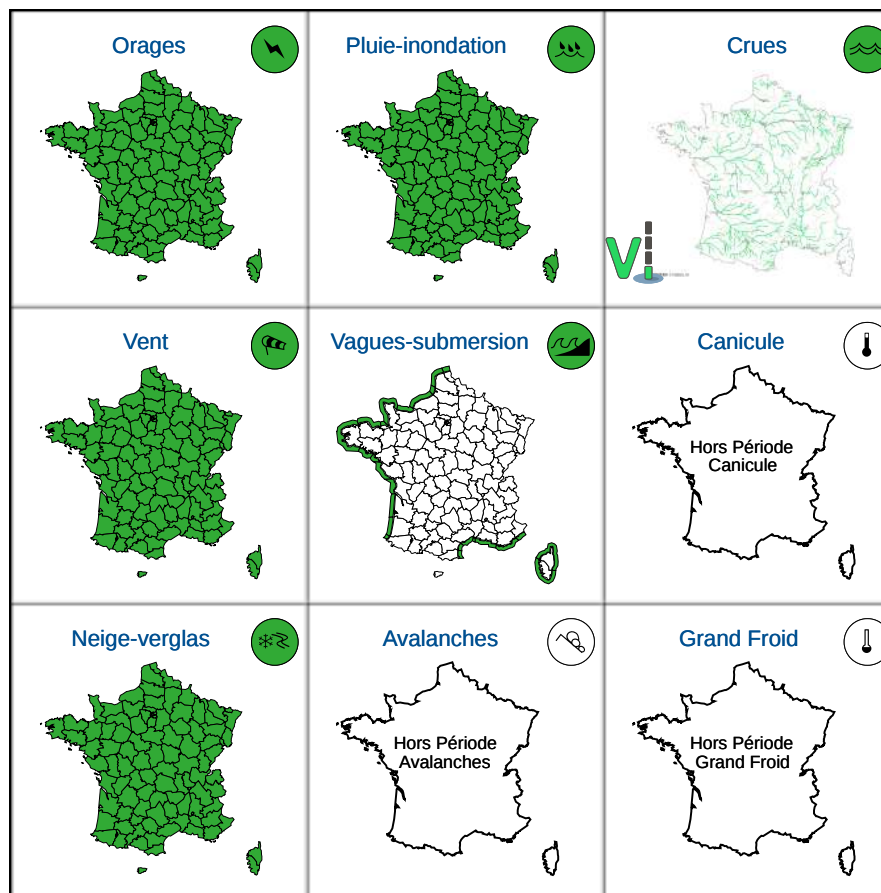 Orages
Pluie-inondation
Crues
Vent
Vagues-submersion
Canicule
Hors Période
Canicule
Neige-verglas
Avalanches
Grand Froid
Hors Période
Avalanches
Hors Période
Grand Froid